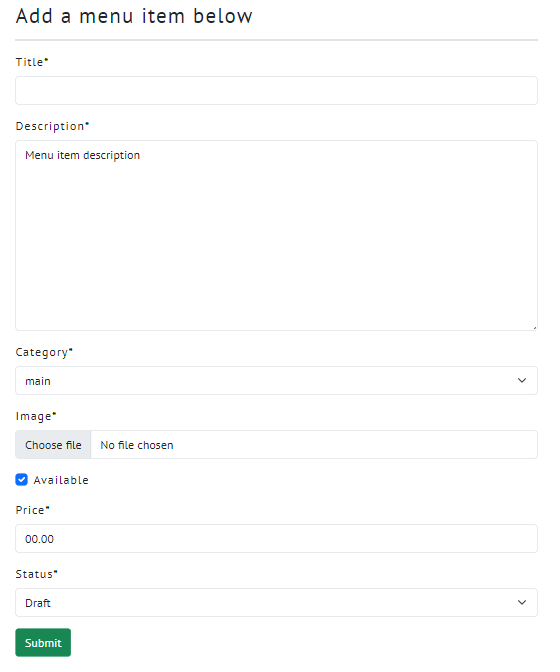 Add a menu item below
Title*
Description*
Menu item description
Category*
main
Image*
Choose file No file chosen
Available
Price*
00.00
Status*
Draft
Submit